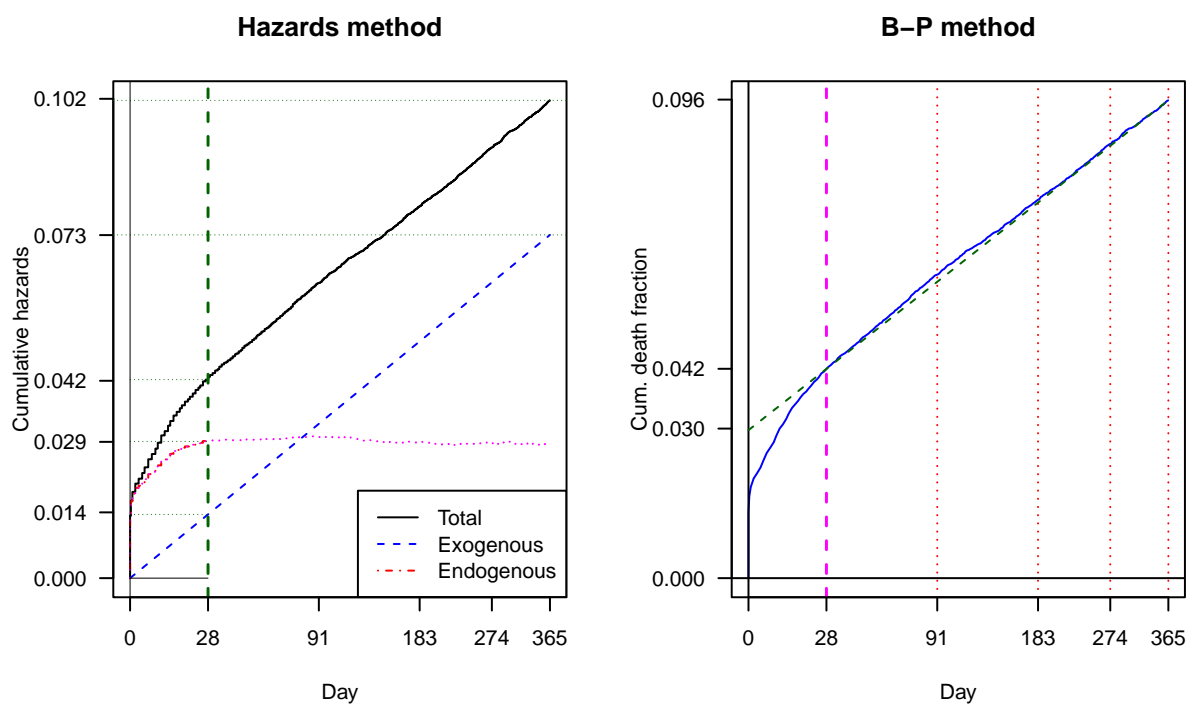 Hazards method
Cumulative hazards
0.102
0.073
0.042
0.029
0.014
0.000
Total
Exogenous
Endogenous
0 28 91 183 274 365
Day
B−P method
Cum. death fraction
0.096
0.042
0.030
0.000
0 28 91 183 274 365
Day